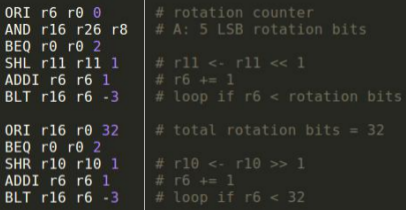 ORI r6 r0 0 # rotation counter
AND r16 r26 r8 # A: 5 LSB rotation bits
BEQ r0 r0 2
SHL r11 r11 1 # r11 <- r11 << 1
ADDI r6 r6 1 # r6 += 1
BLT r16 r6 -3 # loop if r6 < rotation bits
ORI r16 r0 32 # total rotation bits = 32
BEQ r0 r0 2
SHR r10 r10 1 # r10 <- r10 >> 1
ADDI r6 r6 1 # r6 += 1
BLT r16 r6 -3 # loop if r6 < 32